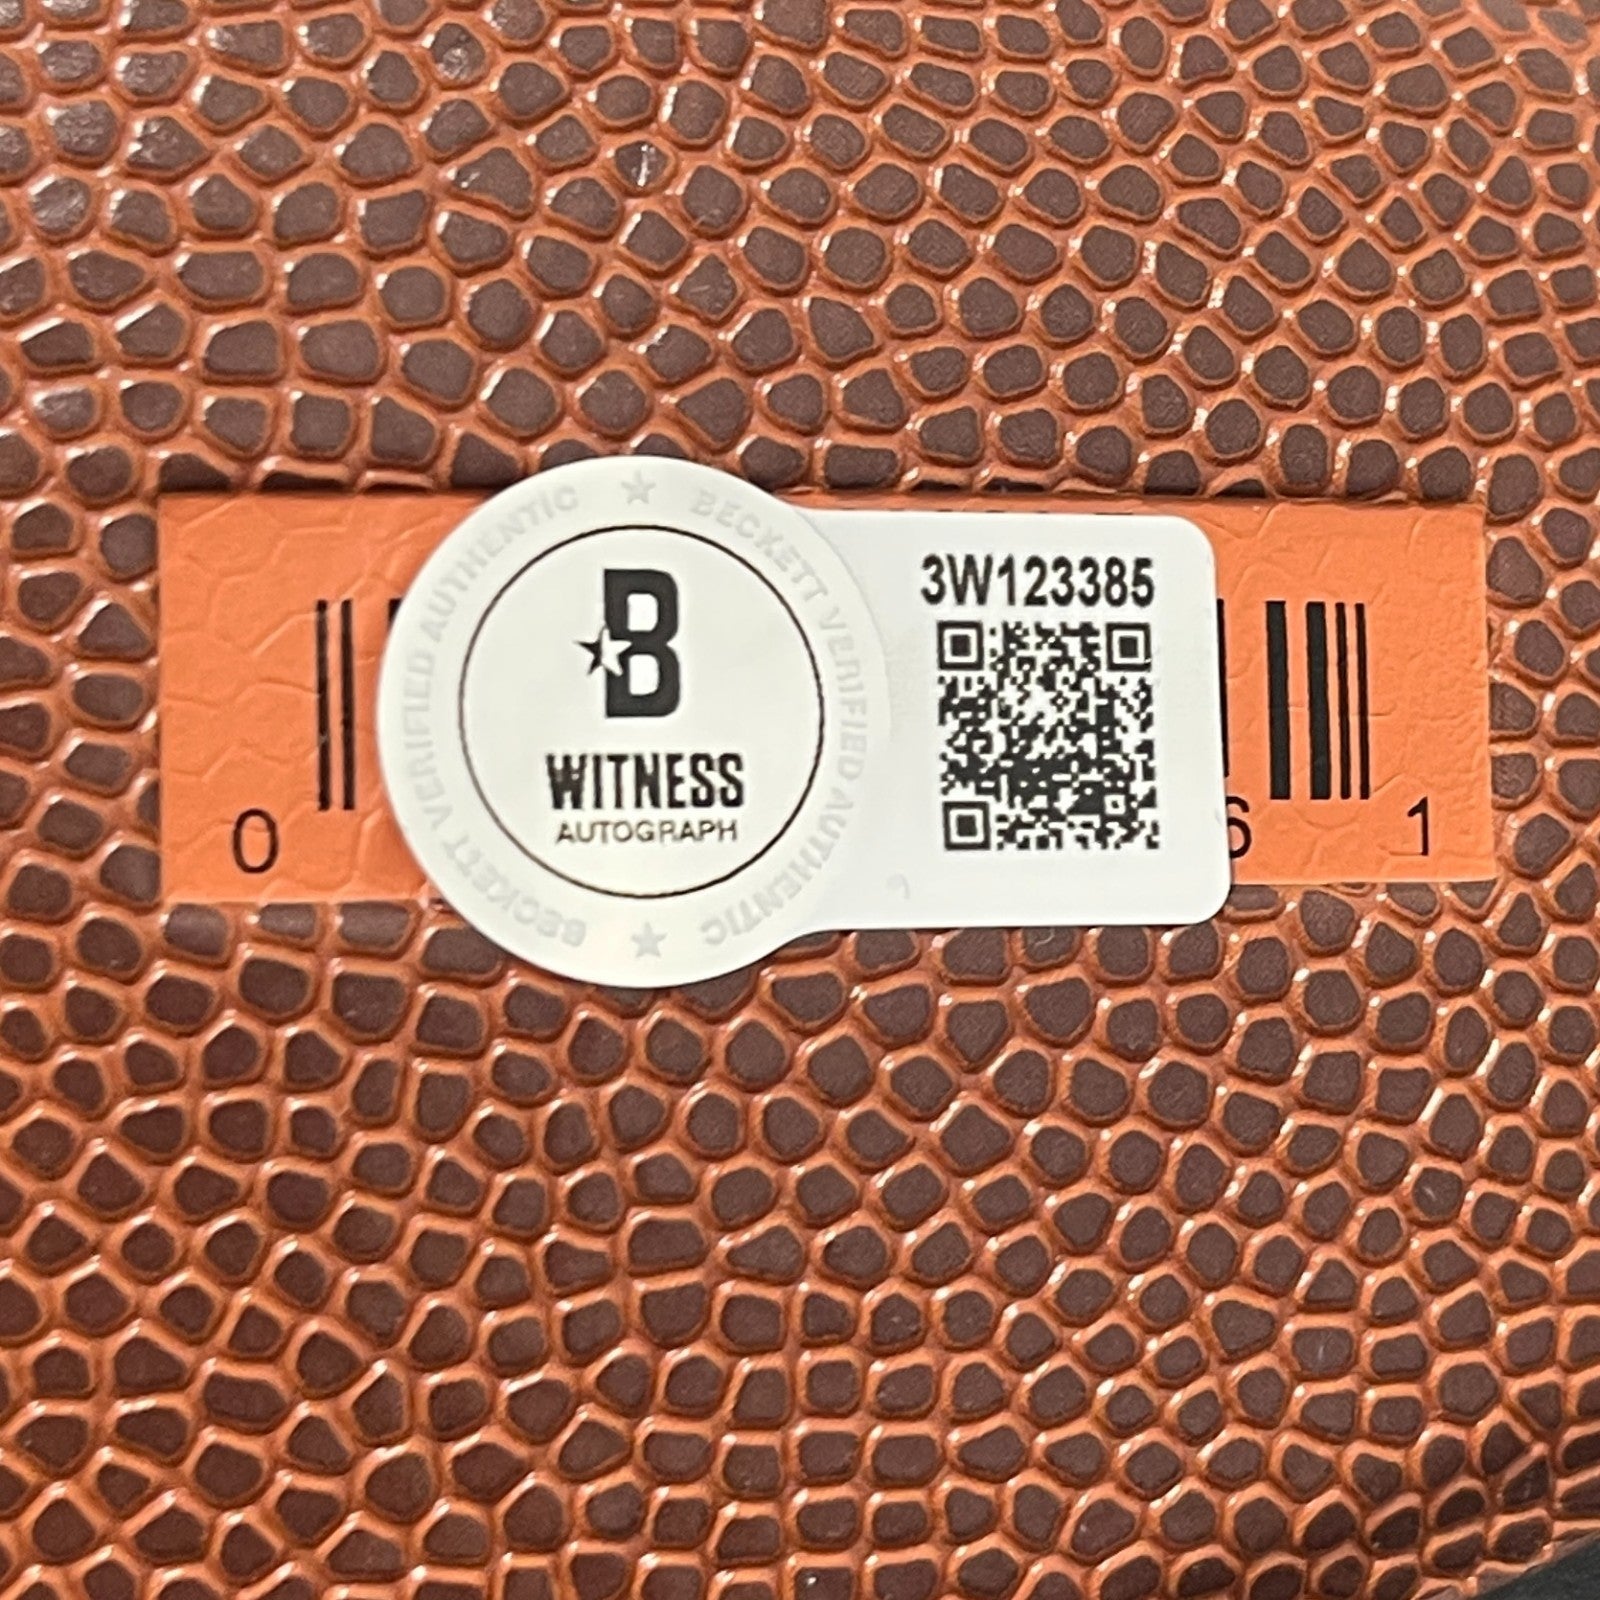 BECKETT VERIFIED AUTHENTIC ★ BECKETT VERIFIED AUTHENTIC ★
B
WITNESS
AUTOGRAPH
3W123385
0
6 1